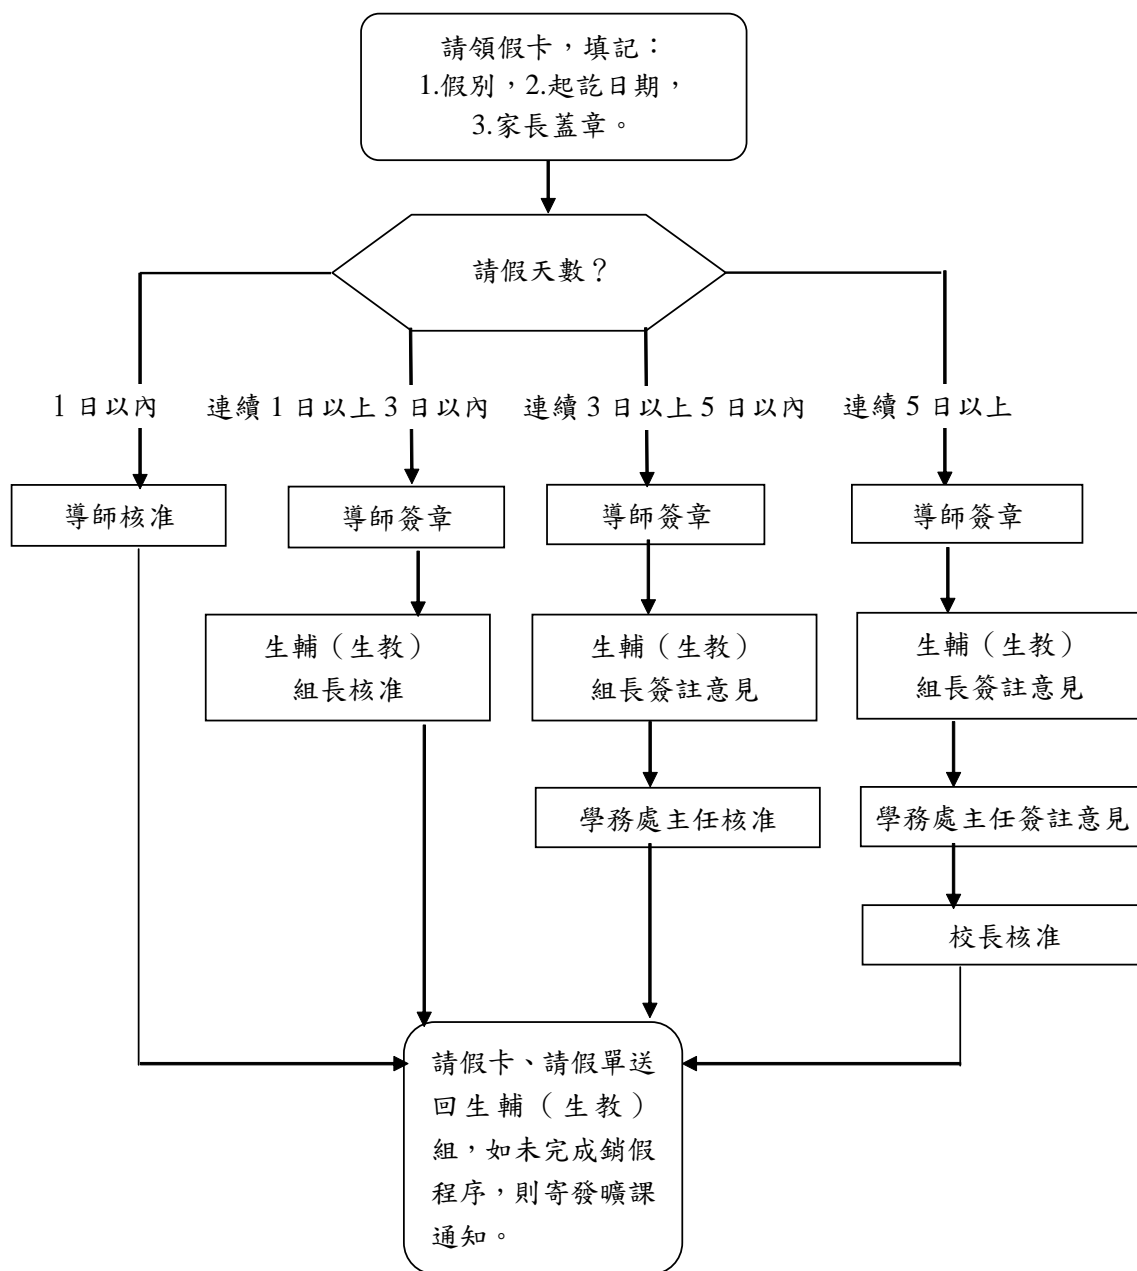 請領假卡，填記：
1.假別，2.起訖日期，
3.家長蓋章。
請假天數？
1 日以內
連續 1 日以上 3 日以內
連續 3 日以上 5 日以內
連續 5 日以上
導師核准
導師簽章
導師簽章
導師簽章
生輔（生教）
組長核准
生輔（生教）
組長簽註意見
生輔（生教）
組長簽註意見
學務處主任核准
學務處主任簽註意見
校長核准
請假卡、請假單送
回生輔（生教）
組，如未完成銷假
程序，則寄發曠課
通知。